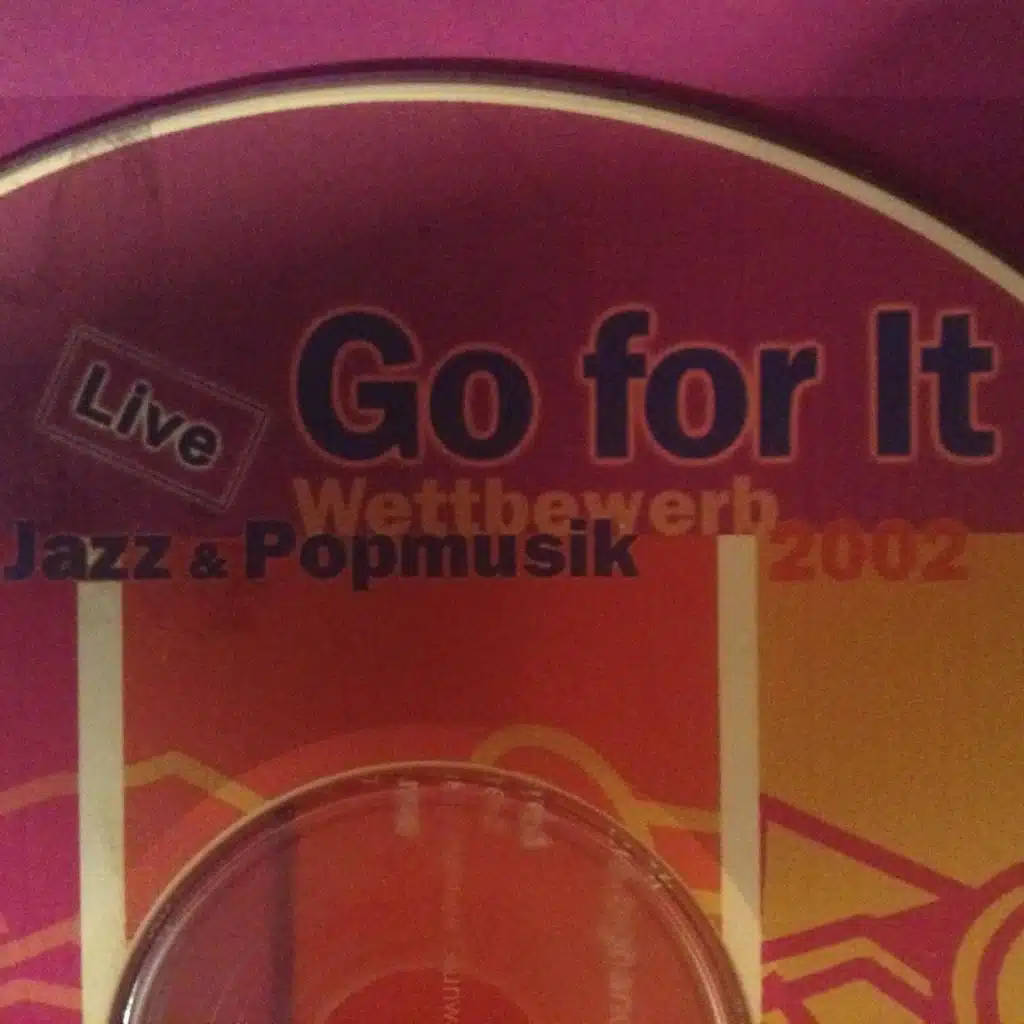 Live
Go for It
Wettbewerb
Jazz & Popmusik 2002